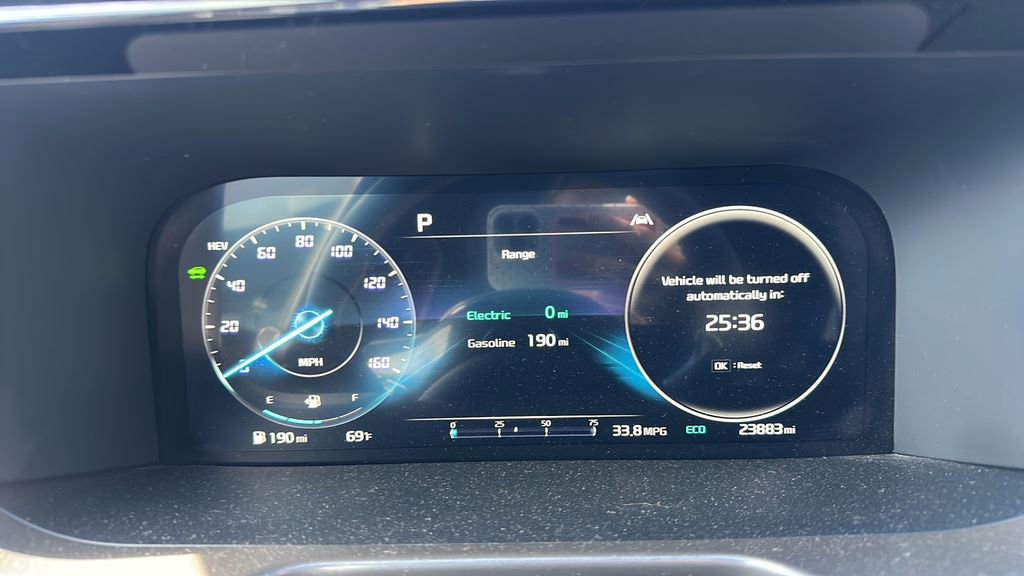 P
HEV
0
20
40
60
80
100
120
140
160
MPH
E F
190 mi 69°F
Range
Electric 0 mi
Gasoline 190 mi
0 25 50 75
33.8 MPG
Vehicle will be turned off
automatically in:
25:36
OK : Reset
ECO 23883 mi